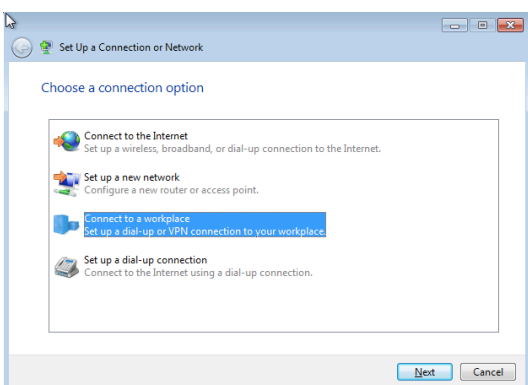 Set Up a Connection or Network
Choose a connection option
Connect to the Internet
Set up a wireless, broadband, or dial-up connection to the Internet.
Set up a new network
Configure a new router or access point.
Connect to a workplace
Set up a dial-up or VPN connection to your workplace.
Set up a dial-up connection
Connect to the Internet using a dial-up connection.
Next Cancel